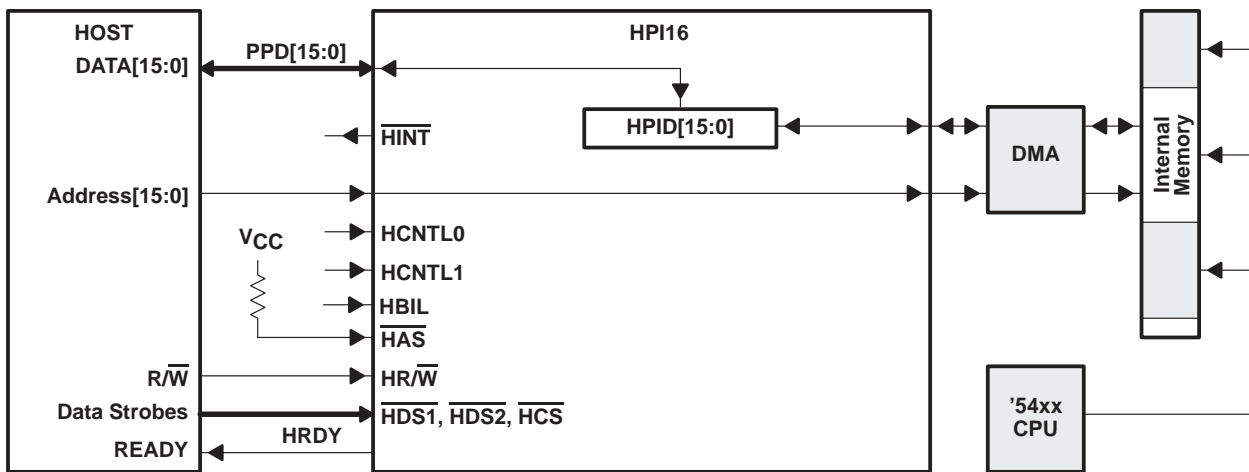 HOST
HPI16
DATA[15:0]
PPD[15:0]
HPID[15:0]
HINT
DMA
Internal
Memory
Address[15:0]
HCNTL0
VCC
HCNTL1
HBIL
HAS
R/W
HR/W
Data Strobes
HDS1, HDS2, HCS
READY
HRDY
'54xx
CPU